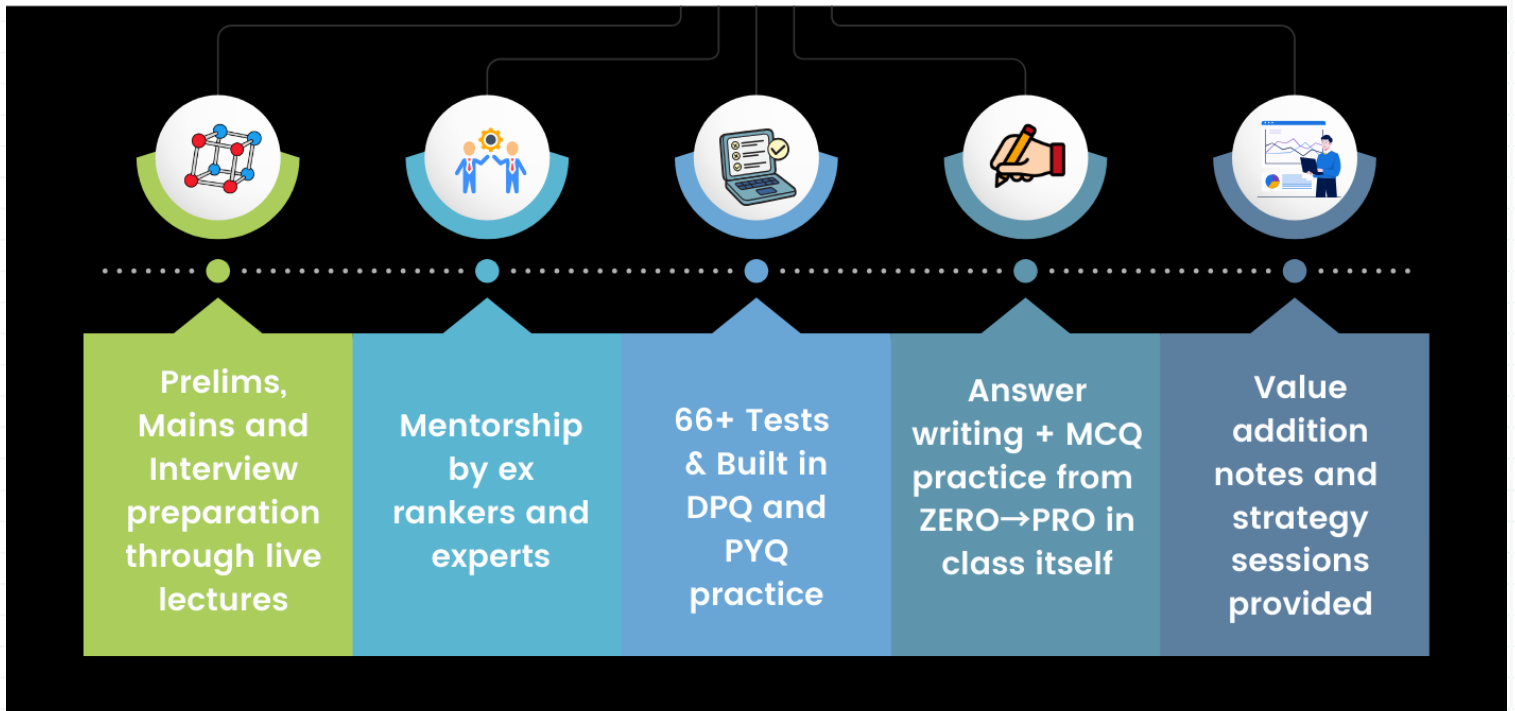 Prelims,
Mains and
Interview
preparation
through live
lectures
Mentorship
by ex
rankers and
experts
66+ Tests
& Built in
DPQ and
PYQ
practice
Answer
writing + MCQ
practice from
ZERO→PRO in
class itself
Value
addition
notes and
strategy
sessions
provided